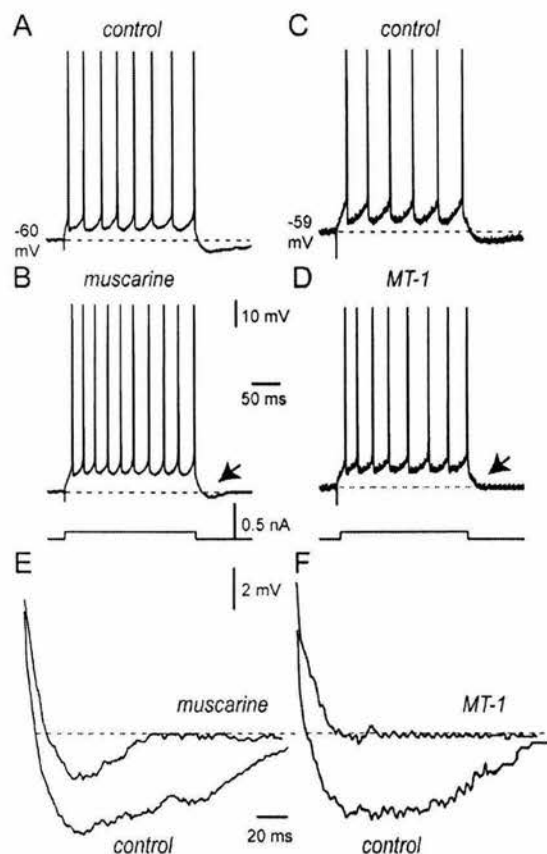 A
control
-60
mV
C
control
-59
mV
B
muscarine
10 mV
50 ms
D
MT-1
0.5 nA
E
2 mV
muscarine
control
20 ms
F
MT-1
control